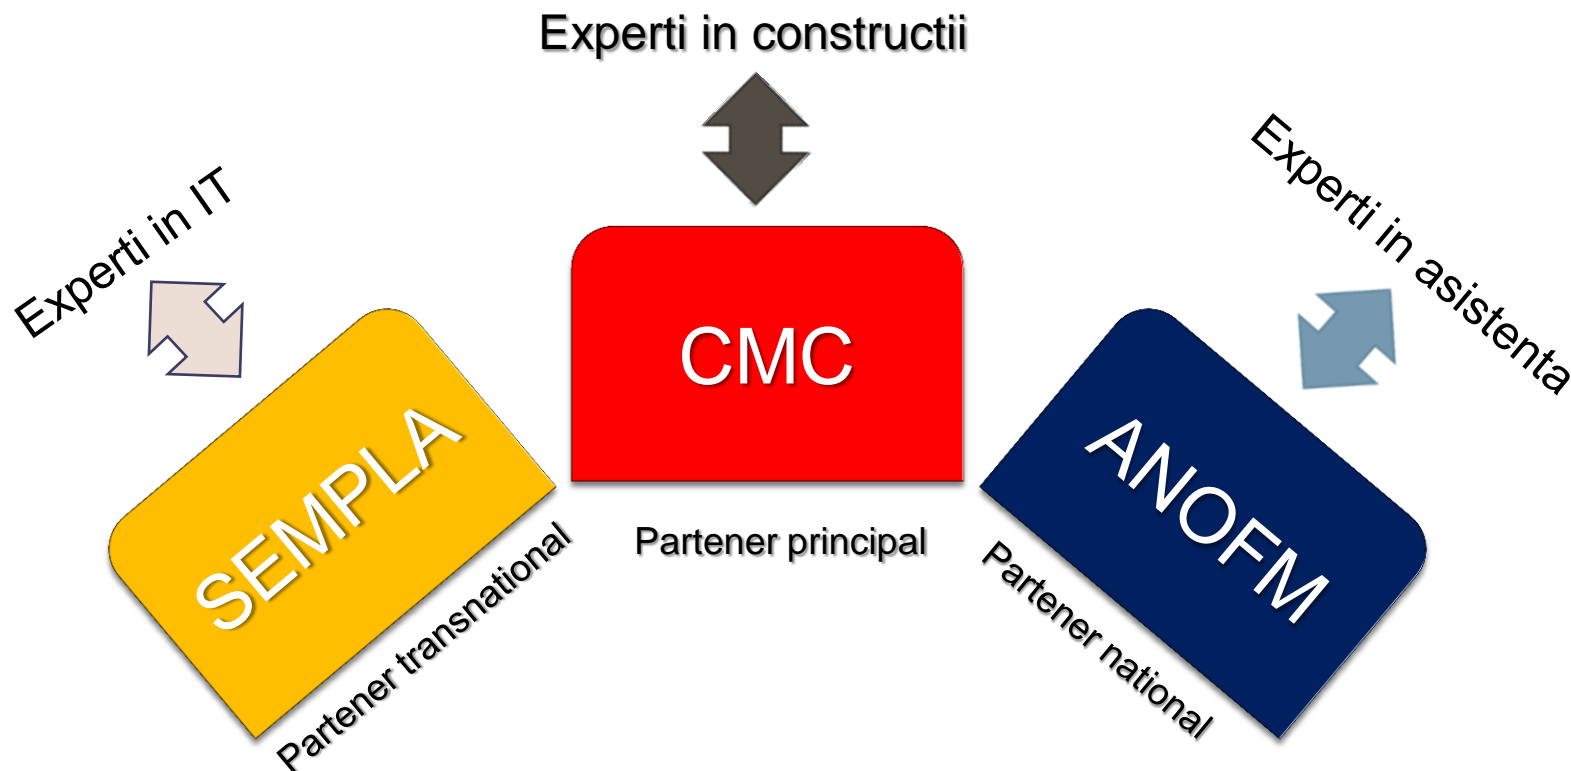 Experti in constructii
Experti in IT
Experti in asistenta
CMC
SEMPLA
ANOFM
Partener principal
Partener transnational
Partener national